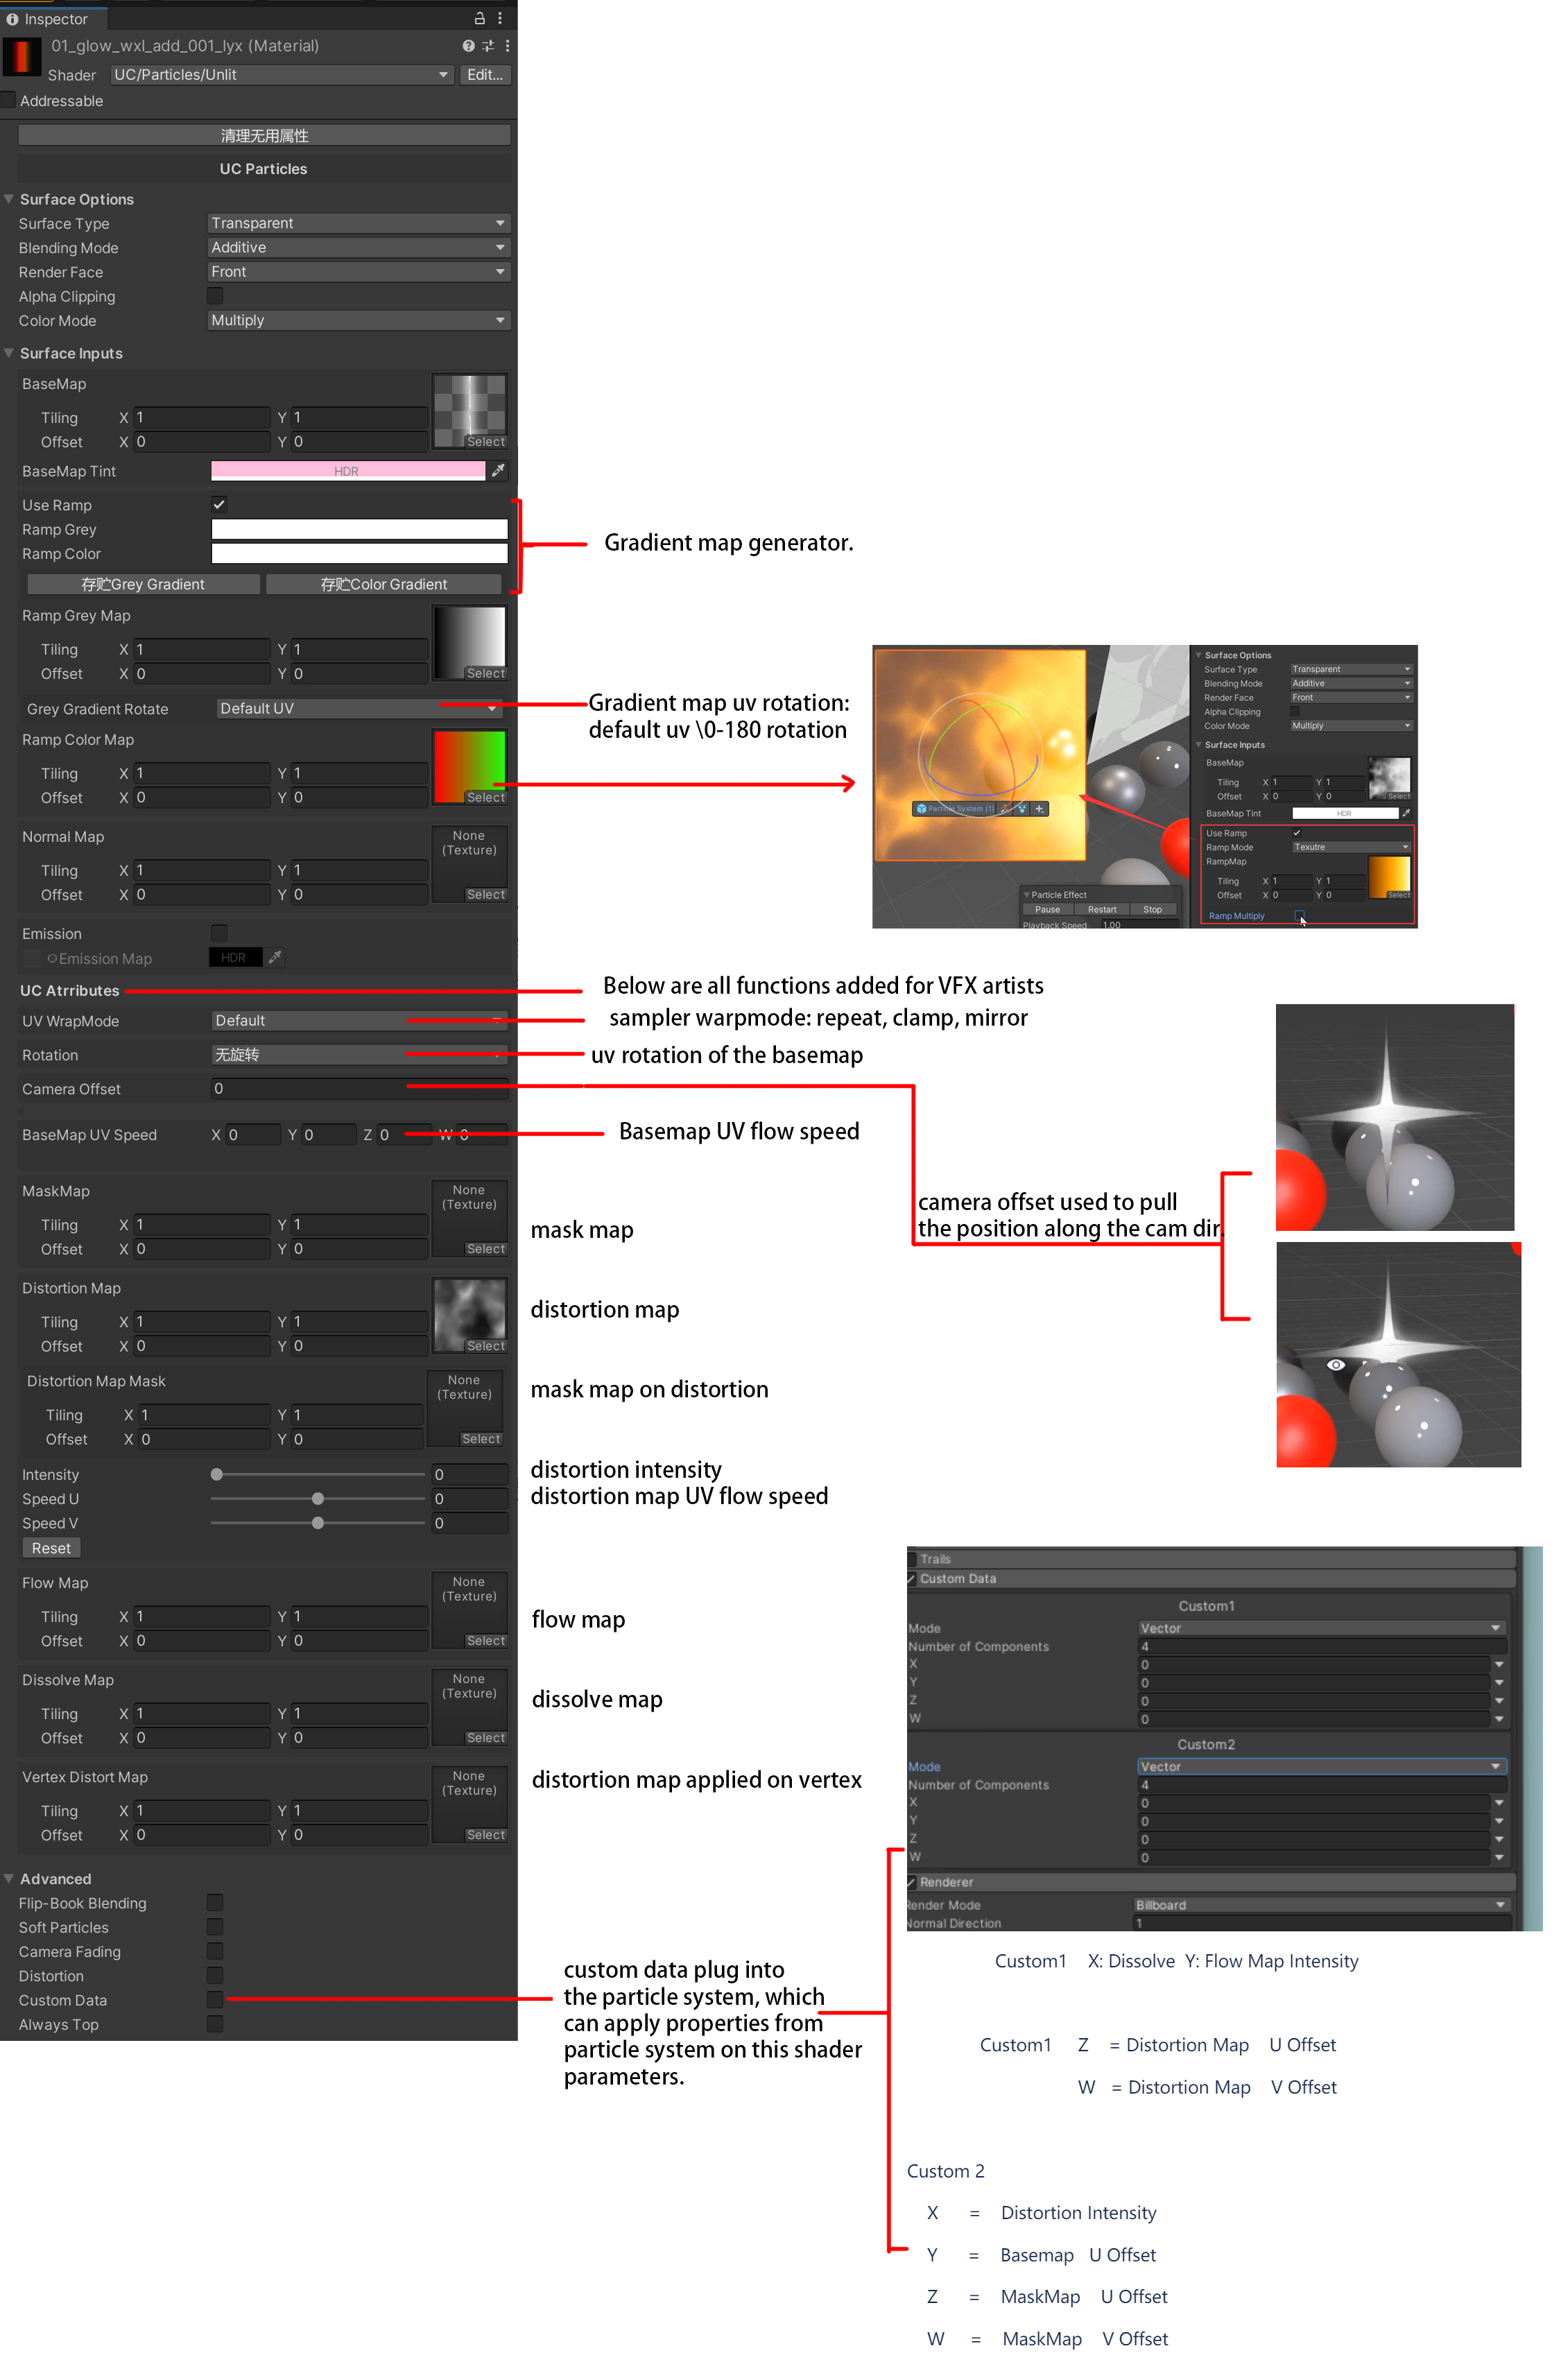 Inspector
01_glow_wxl_add_001_lyx (Material)
Shader UC/Particles/Unlit Edit...
Addressable
清理无用属性
UC Particles
Surface Options
Surface Type Transparent
Blending Mode Additive
Render Face Front
Alpha Clipping
Color Mode Multiply
Surface Inputs
BaseMap
Tiling X 1 Y 1
Offset X 0 Y 0
Select
BaseMap Tint HDR
Use Ramp
Ramp Grey
Ramp Color
存贮Grey Gradient 存贮Color Gradient
Gradient map generator.
Ramp Grey Map
Tiling X 1 Y 1
Offset X 0 Y 0
Select
Grey Gradient Rotate Default UV
Gradient map uv rotation:
default uv \0-180 rotation
Ramp Color Map
Tiling X 1 Y 1
Offset X 0 Y 0
Select
Normal Map
None
(Texture)
Tiling X 1 Y 1
Offset X 0 Y 0
Select
Emission
Emission Map HDR
Particle System (1)
Particle Effect
Pause Restart Stop
Playback Speed 1.00
Surface Options
Surface Type Transparent
Blending Mode Additive
Render Face Front
Alpha Clipping
Color Mode Multiply
Surface Inputs
BaseMap
Tiling X 1 Y 1
Offset X 0 Y 0
Select
BaseMap Tint HDR
Use Ramp
Ramp Mode Texutre
RampMap
Tiling X 1 Y 1
Offset X 0 Y 0
Select
Ramp Multiply
UC Atrributes
Below are all functions added for VFX artists
UV WrapMode Default
sampler warpmode: repeat, clamp, mirror
Rotation 无旋转
uv rotation of the basemap
Camera Offset 0
BaseMap UV Speed X 0 Y 0 Z 0 W 0
Basemap UV flow speed
camera offset used to pull
the position along the cam dir.
MaskMap
None
(Texture)
Tiling X 1 Y 1
Offset X 0 Y 0
Select
mask map
Distortion Map
Tiling X 1 Y 1
Offset X 0 Y 0
Select
distortion map
Distortion Map Mask
None
(Texture)
Tiling X 1 Y 1
Offset X 0 Y 0
Select
mask map on distortion
Intensity 0
distortion intensity
Speed U 0
distortion map UV flow speed
Speed V 0
Reset
Flow Map
None
(Texture)
Tiling X 1 Y 1
Offset X 0 Y 0
Select
flow map
Dissolve Map
None
(Texture)
Tiling X 1 Y 1
Offset X 0 Y 0
Select
dissolve map
Vertex Distort Map
None
(Texture)
Tiling X 1 Y 1
Offset X 0 Y 0
Select
distortion map applied on vertex
Advanced
Flip-Book Blending
Soft Particles
Camera Fading
Distortion
Custom Data
Always Top
custom data plug into
the particle system, which
can apply properties from
particle system on this shader
parameters.
Trails
Custom Data
Custom1
Mode Vector
Number of Components 4
X 0
Y 0
Z 0
W 0
Custom2
Mode Vector
Number of Components 4
X 0
Y 0
Z 0
W 0
Renderer
Render Mode Billboard
Normal Direction 1
Custom1 X: Dissolve Y: Flow Map Intensity
Custom1 Z = Distortion Map U Offset
W = Distortion Map V Offset
Custom 2
X = Distortion Intensity
Y = Basemap U Offset
Z = MaskMap U Offset
W = MaskMap V Offset